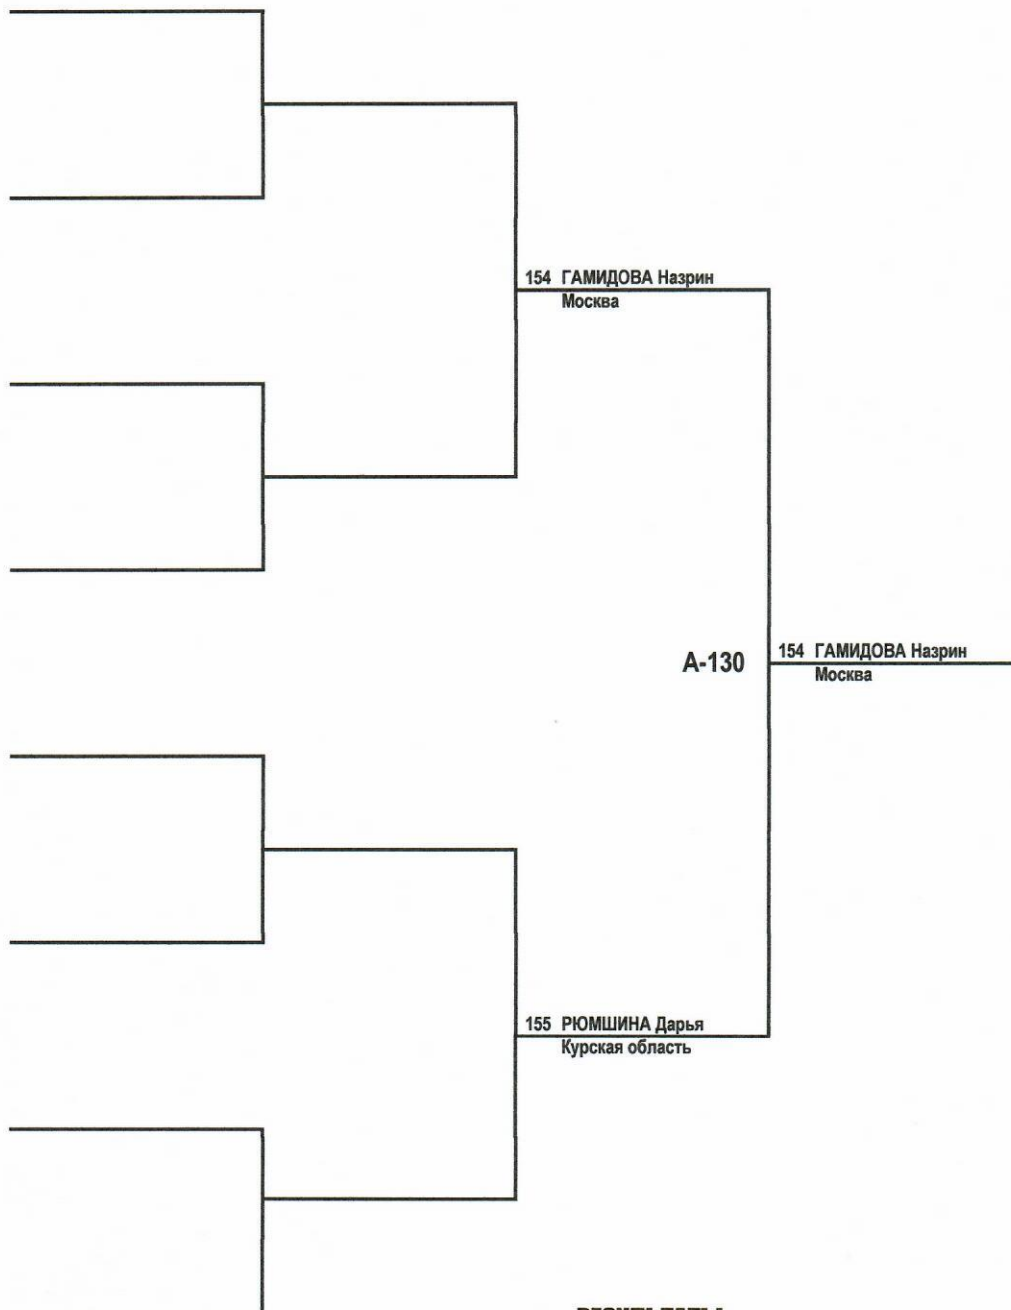 154 ГАМИДОВА Назрин
Москва
А-130
154 ГАМИДОВА Назрин
Москва
155 РЮМШИНА Дарья
Курская область